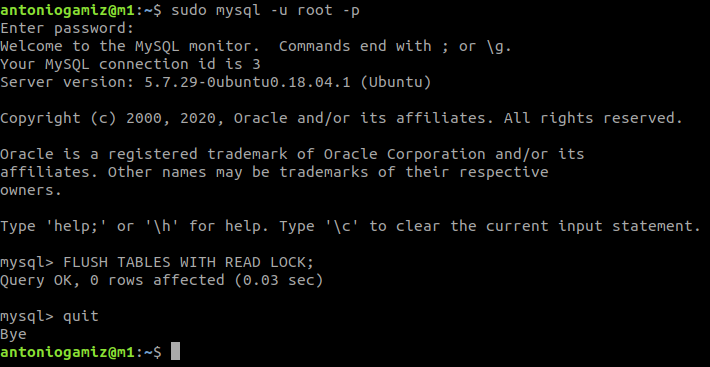 antoniogamiz@m1:~$ sudo mysql -u root -p
Enter password:
Welcome to the MySQL monitor.  Commands end with ; or \g.
Your MySQL connection id is 3
Server version: 5.7.29-0ubuntu0.18.04.1 (Ubuntu)
Copyright (c) 2000, 2020, Oracle and/or its affiliates. All rights reserved.
Oracle is a registered trademark of Oracle Corporation and/or its
affiliates. Other names may be trademarks of their respective
owners.
Type 'help;' or '\h' for help. Type '\c' to clear the current input statement.
mysql> FLUSH TABLES WITH READ LOCK;
Query OK, 0 rows affected (0.03 sec)
mysql> quit
Bye
antoniogamiz@m1:~$